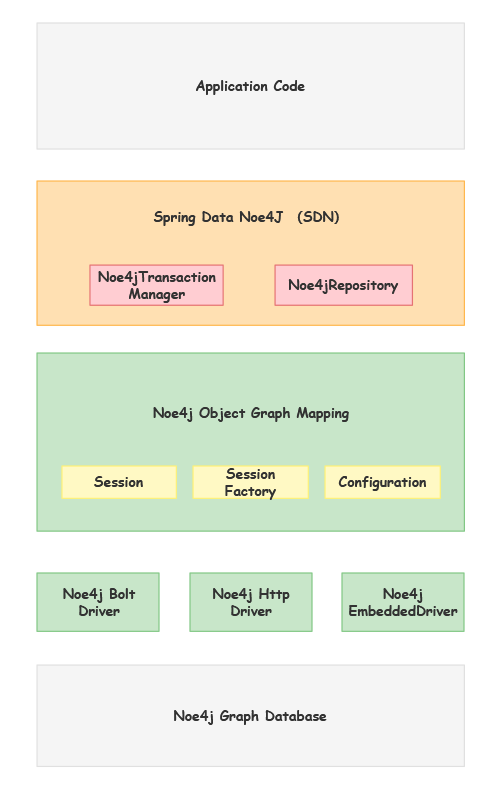 Application Code
Spring Data Noe4J (SDN)
Noe4jTransaction
Manager
Noe4jRepository
Noe4j Object Graph Mapping
Session
Session
Factory
Configuration
Noe4j Bolt
Driver
Noe4j Http
Driver
Noe4j
EmbeddedDriver
Noe4j Graph Database